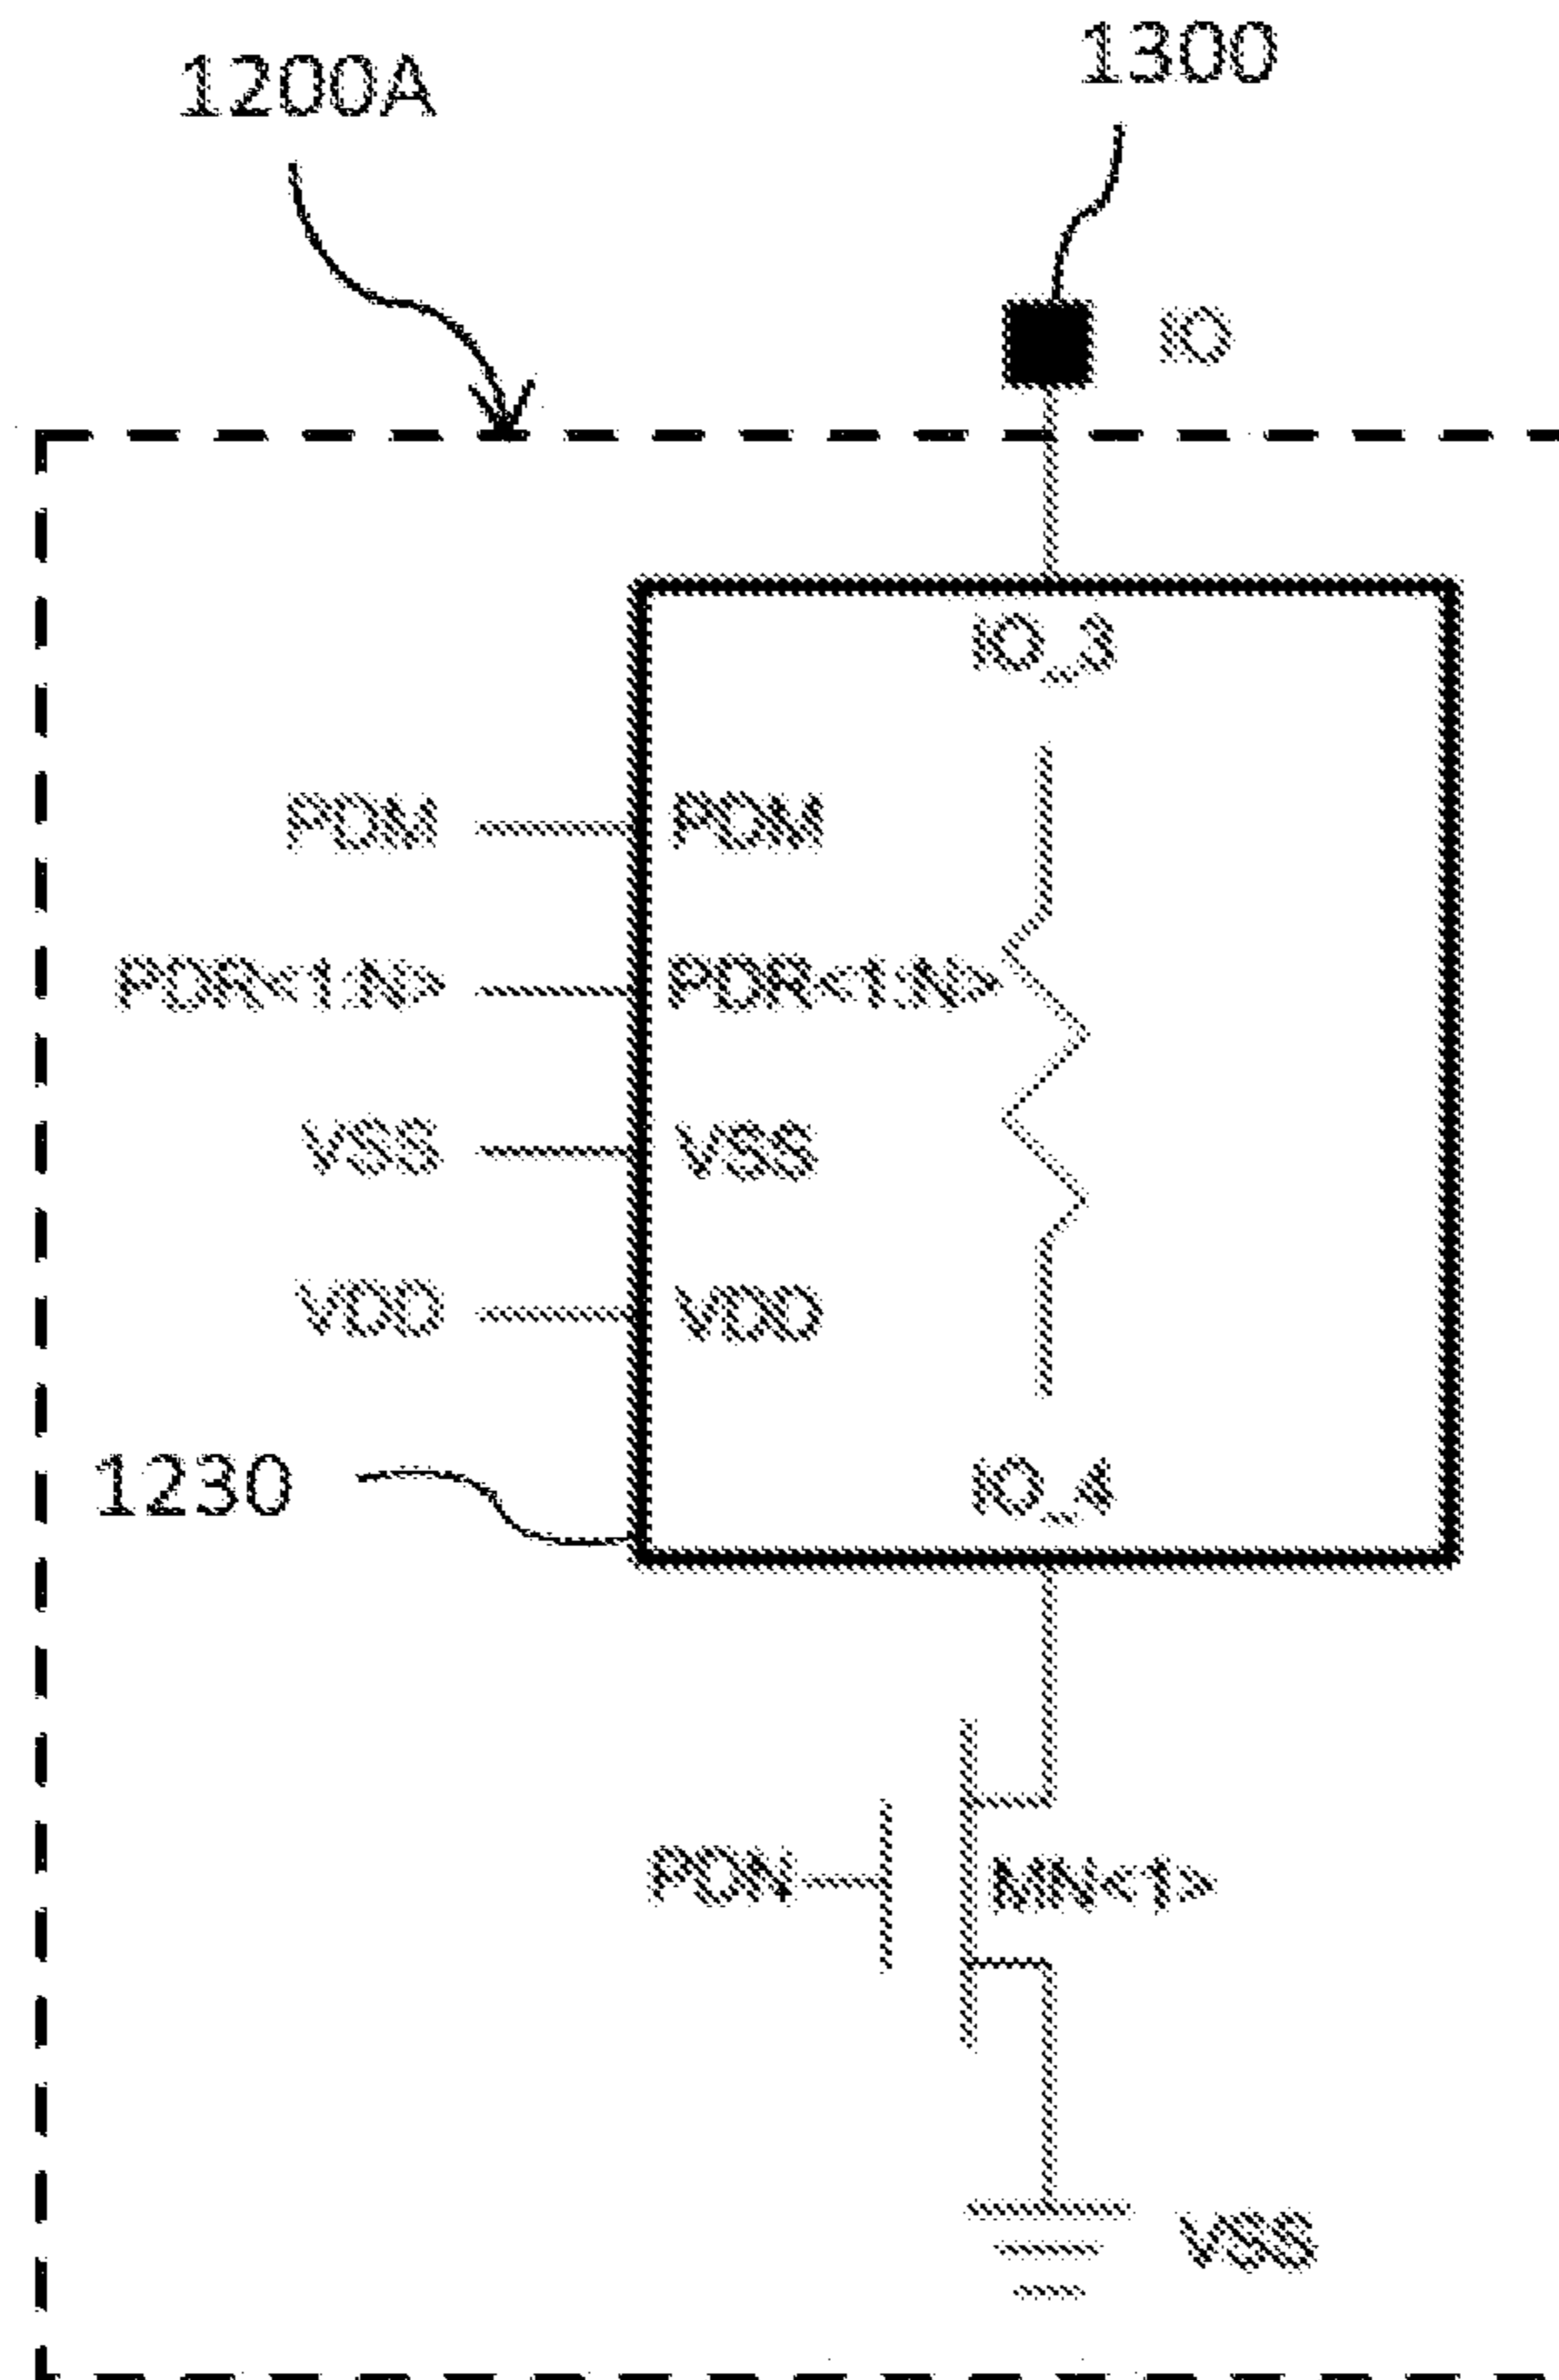 1200A
1300
IO
IO_3
PDM PDM
PDR<1:N> PDR<1:N>
VSS VSS
VDD VDD
1230
IO_4
PDN
MN<1>
VSS